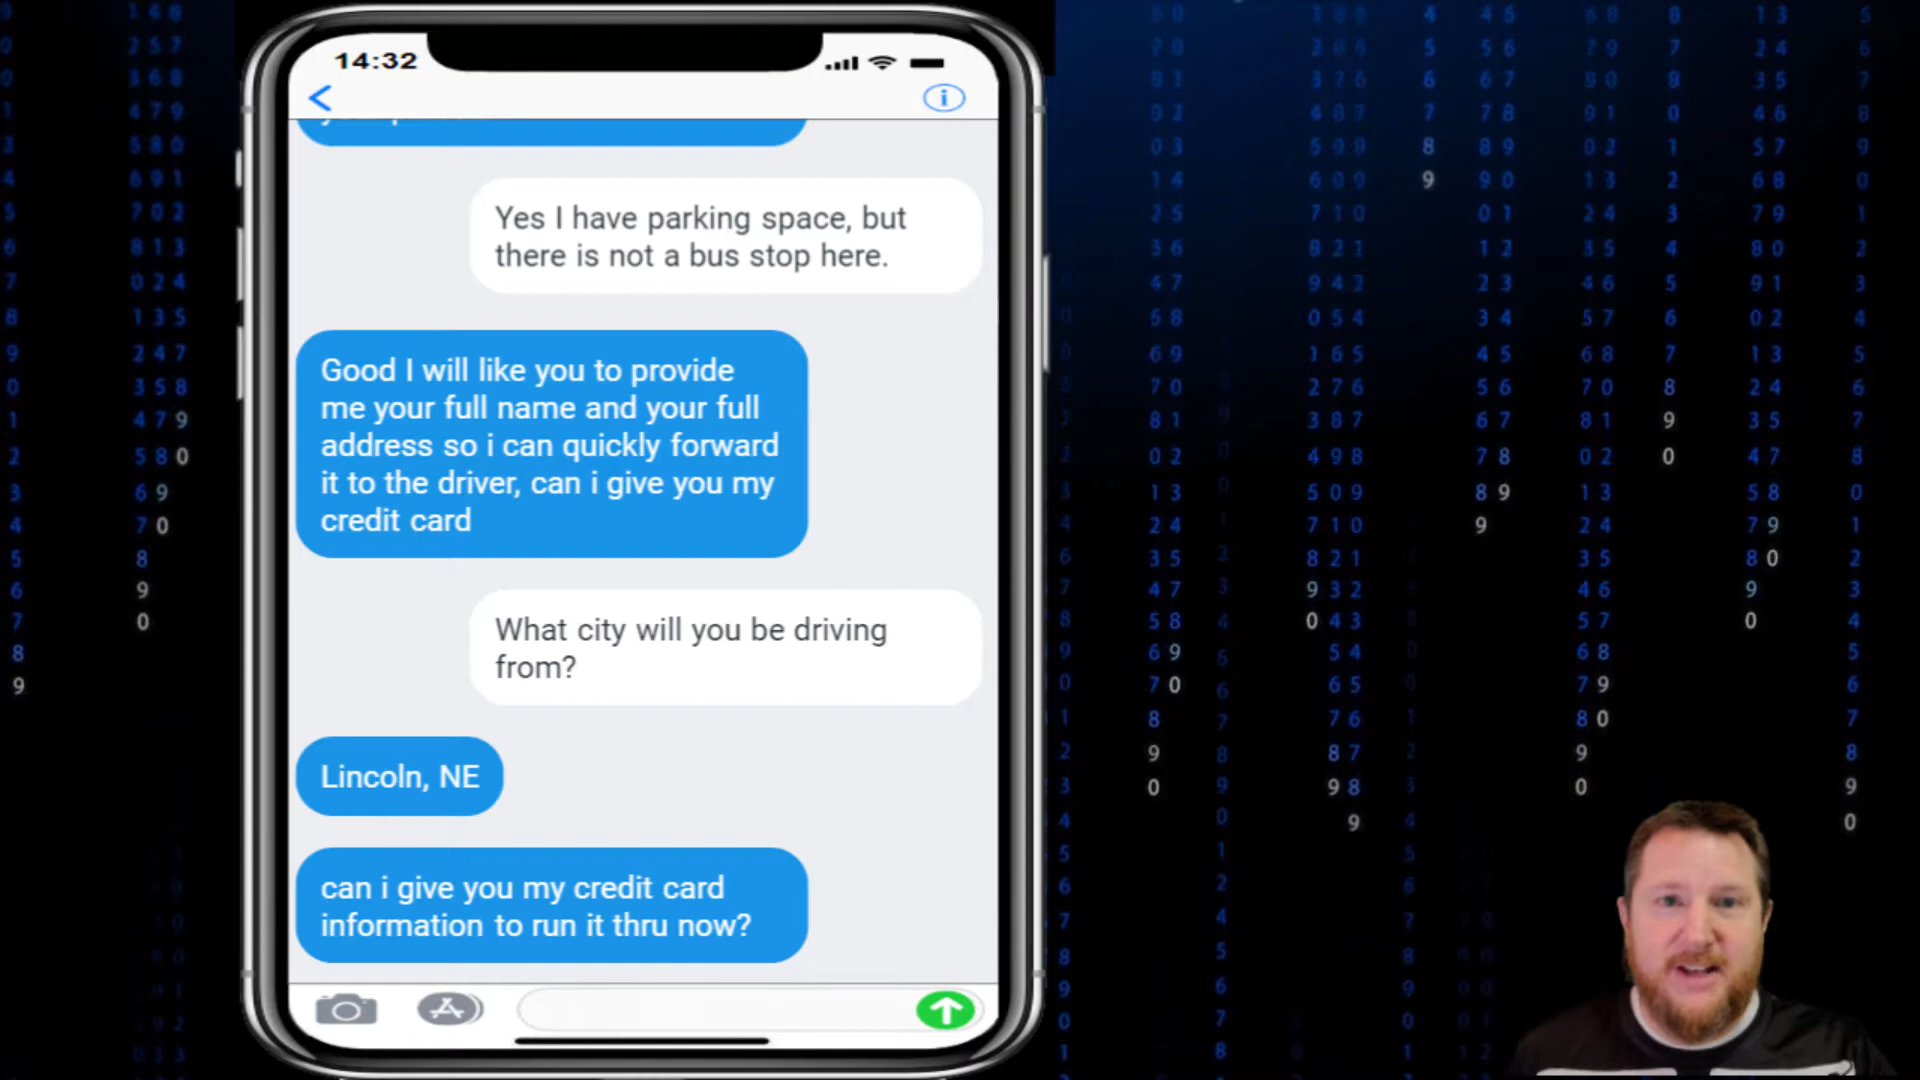 14:32
Yes I have parking space, but
there is not a bus stop here.
Good I will like you to provide
me your full name and your full
address so i can quickly forward
it to the driver, can i give you my
credit card
What city will you be driving
from?
Lincoln, NE
can i give you my credit card
information to run it thru now?